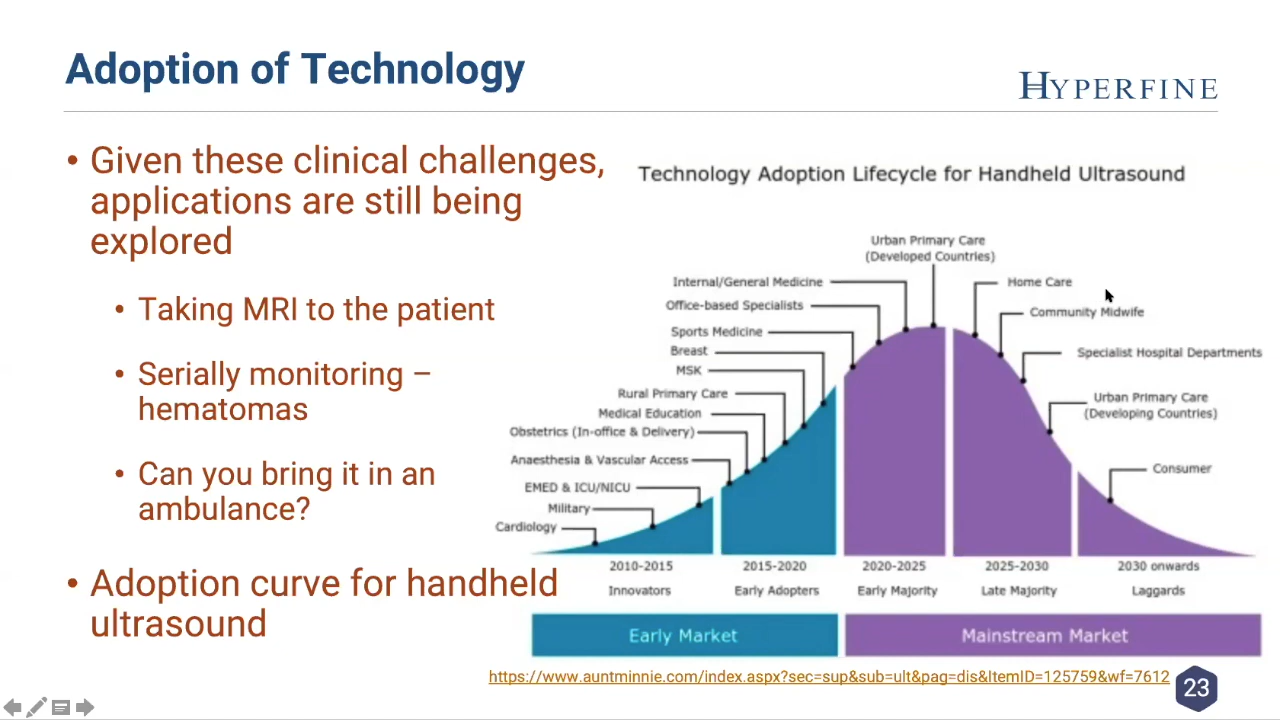 Adoption of Technology
HYPERFINE
• Given these clinical challenges,
applications are still being
explored
• Taking MRI to the patient
• Serially monitoring –
hematomas
• Can you bring it in an
ambulance?
• Adoption curve for handheld
ultrasound
Technology Adoption Lifecycle for Handheld Ultrasound
Urban Primary Care
(Developed Countries)
Internal/General Medicine
Office-based Specialists
Sports Medicine
Breast
MSK
Rural Primary Care
Medical Education
Obstetrics (In-office & Delivery)
Anaesthesia & Vascular Access
EMED & ICU/NICU
Military
Cardiology
Home Care
Community Midwife
Specialist Hospital Departments
Urban Primary Care
(Developing Countries)
Consumer
2010-2015
Innovators
2015-2020
Early Adopters
2020-2025
Early Majority
2025-2030
Late Majority
2030 onwards
Laggards
Early Market
Mainstream Market
https://www.auntminnie.com/index.aspx?sec=sup&sub=ult&pag=dis&ItemID=125759&wf=7612
23